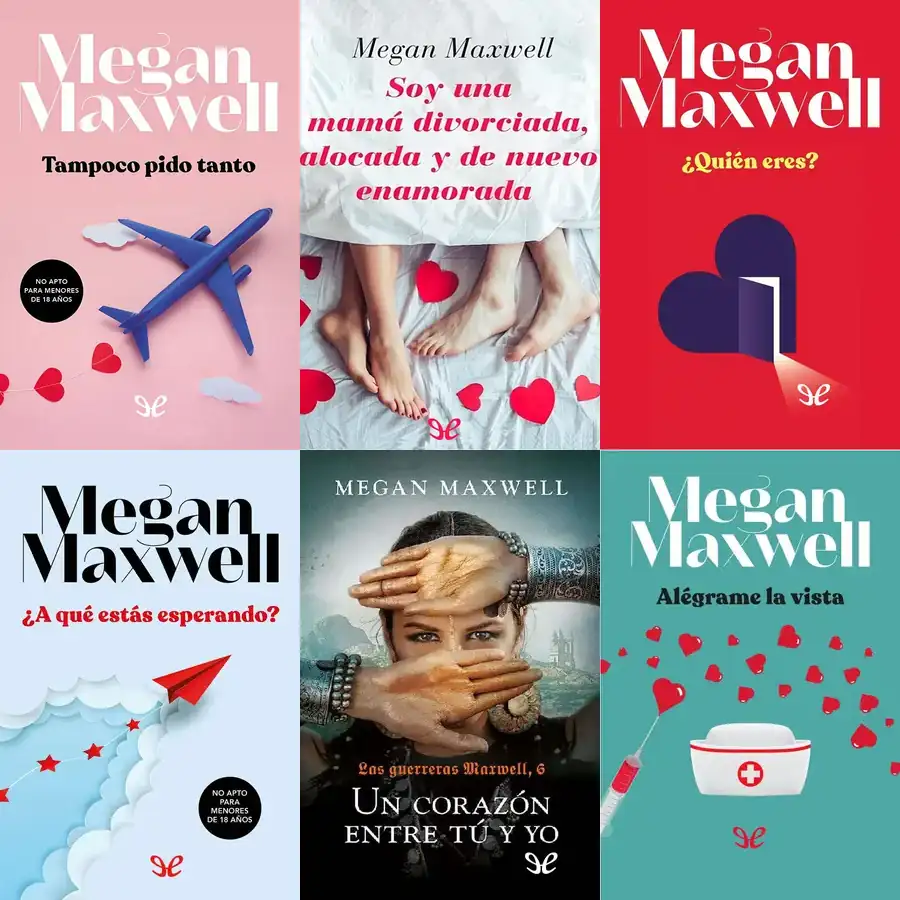 Megan
Maxwell
Tampoco pido tanto
NO APTO
PARA MENORES
DE 18 AÑOS
Megan Maxwell
Soy una
mamá divorciada,
alocada y de nuevo
enamorada
Megan
Maxwell
¿Quién eres?
Megan
Maxwell
¿A qué estás esperando?
NO APTO
PARA
MENORES
DE 18 AÑOS
MEGAN MAXWELL
Las guerreras Maxwell, 6
UN CORAZÓN
ENTRE TÚ Y YO
Megan
Maxwell
Alégrame la vista